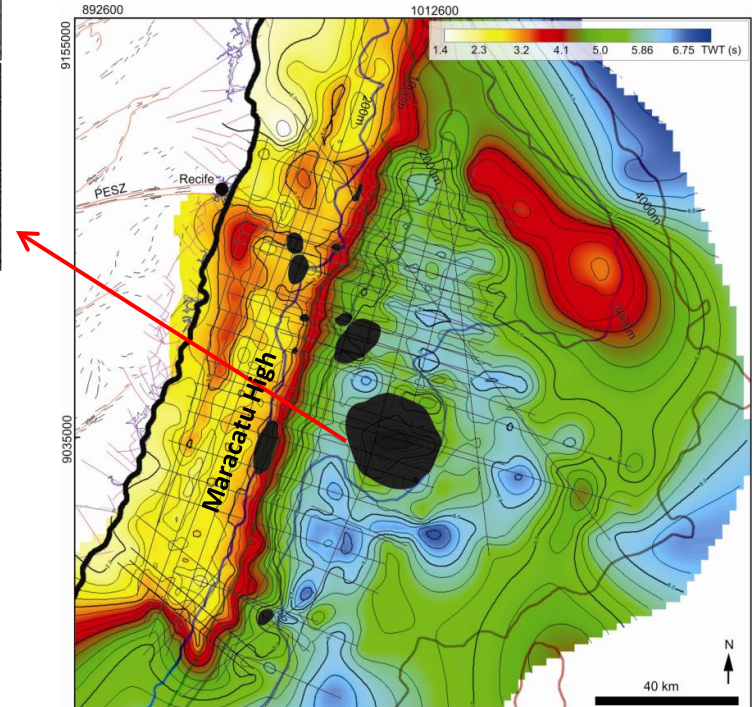 892600
1012600
9155000
1.4 2.3 3.2 4.1 5.0 5.86 6.75 TWT (s)
1000m
200m
2000m
Recife
PESZ
4000m
Maracatu High
9035000
N
40 km